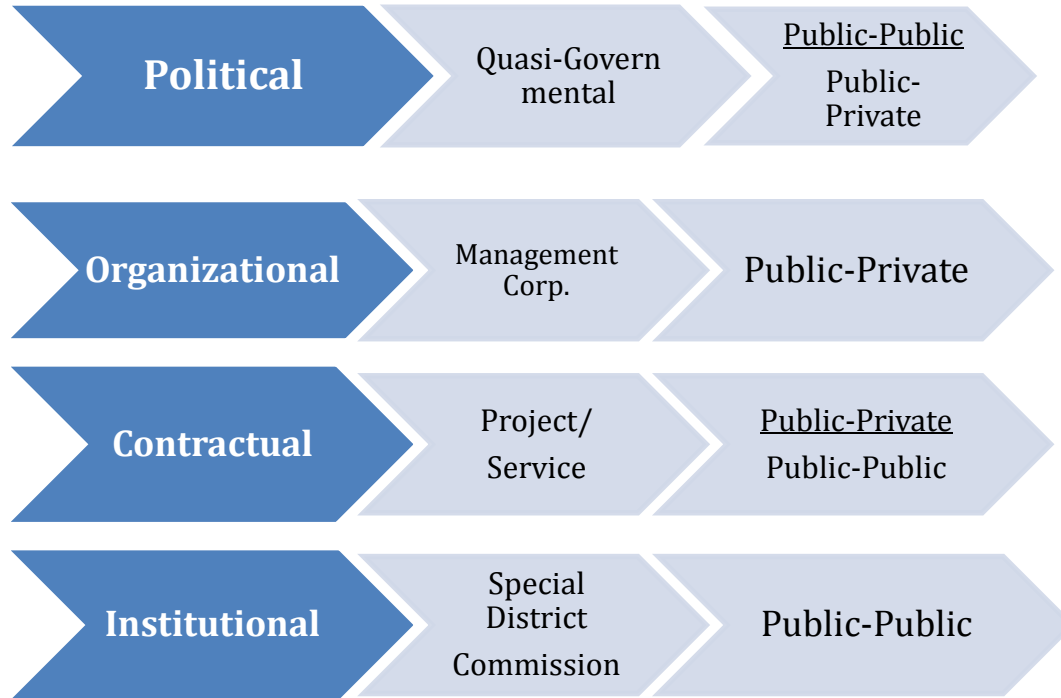 Political
Quasi-Govern
mental
Public-Public
Public-
Private
Organizational
Management
Corp.
Public-Private
Contractual
Project/
Service
Public-Private
Public-Public
Institutional
Special
District
Commission
Public-Public